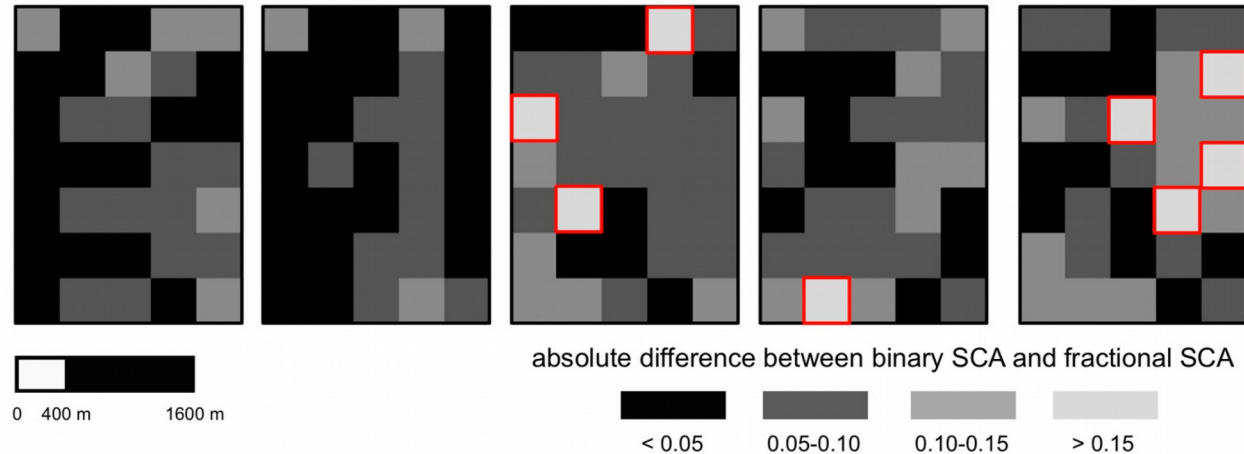 absolute difference between binary SCA and fractional SCA
0 400 m 1600 m
< 0.05 0.05-0.10 0.10-0.15 > 0.15